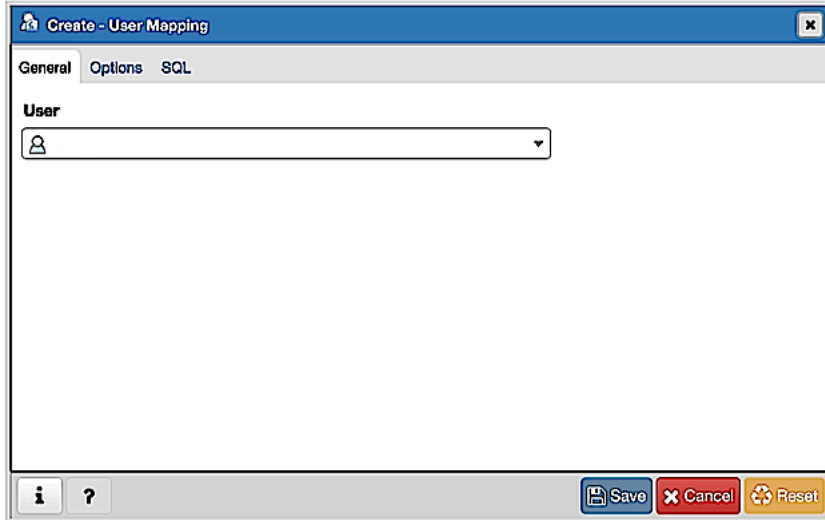 Create - User Mapping
General Options SQL
User
i ? Save Cancel Reset